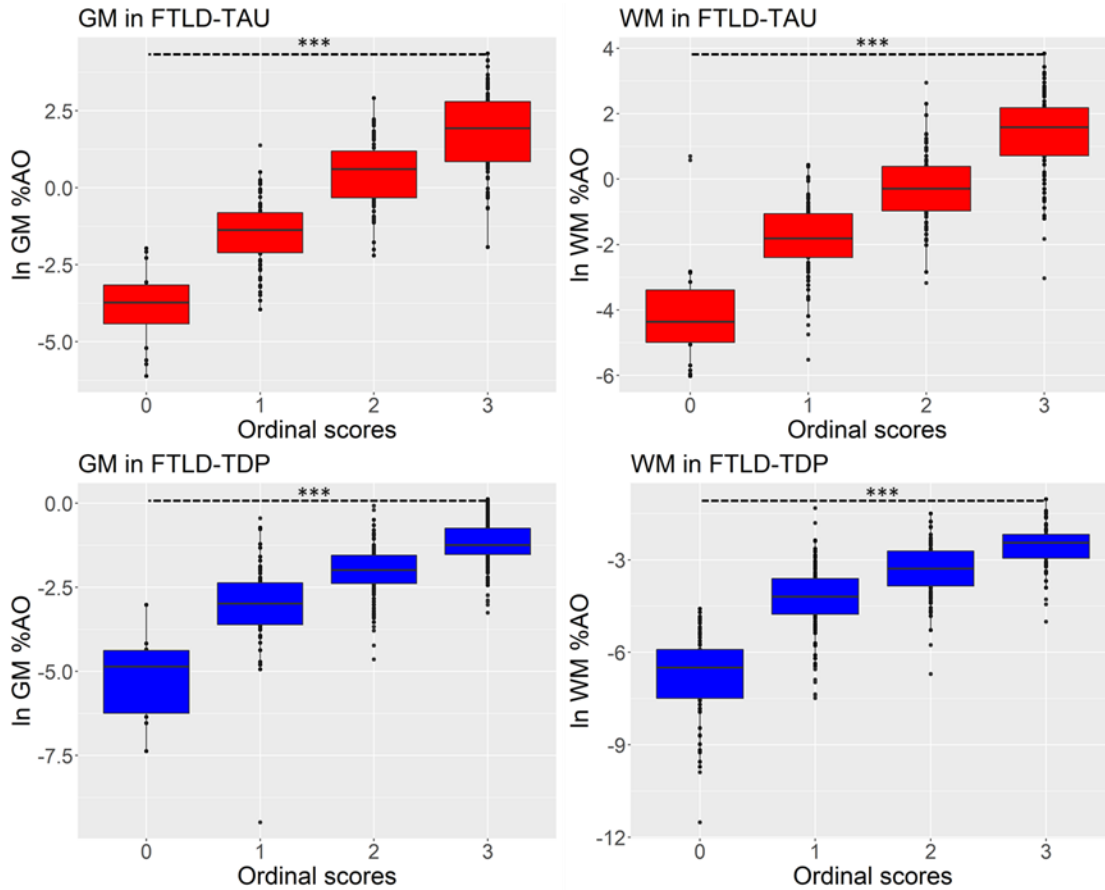 GM in FTLD-TAU
***
ln GM %AO
2.5
0.0
-2.5
-5.0
0 1 2 3
Ordinal scores
WM in FTLD-TAU
***
ln WM %AO
4
2
0
-2
-4
-6
0 1 2 3
Ordinal scores
GM in FTLD-TDP
***
ln GM %AO
0.0
-2.5
-5.0
-7.5
0 1 2 3
Ordinal scores
WM in FTLD-TDP
***
ln WM %AO
-3
-6
-9
-12
0 1 2 3
Ordinal scores